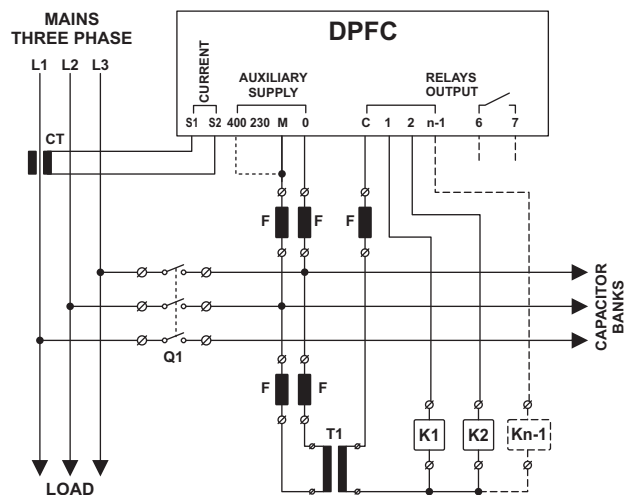 MAINS
THREE PHASE
L1 L2 L3
DPFC
CURRENT
AUXILIARY
SUPPLY
RELAYS
OUTPUT
S1 S2 400 230 M 0 C 1 2 n-1 6 7
CT
F F F
CAPACITOR
BANKS
Q1
F F
T1
K1 K2 Kn-1
LOAD